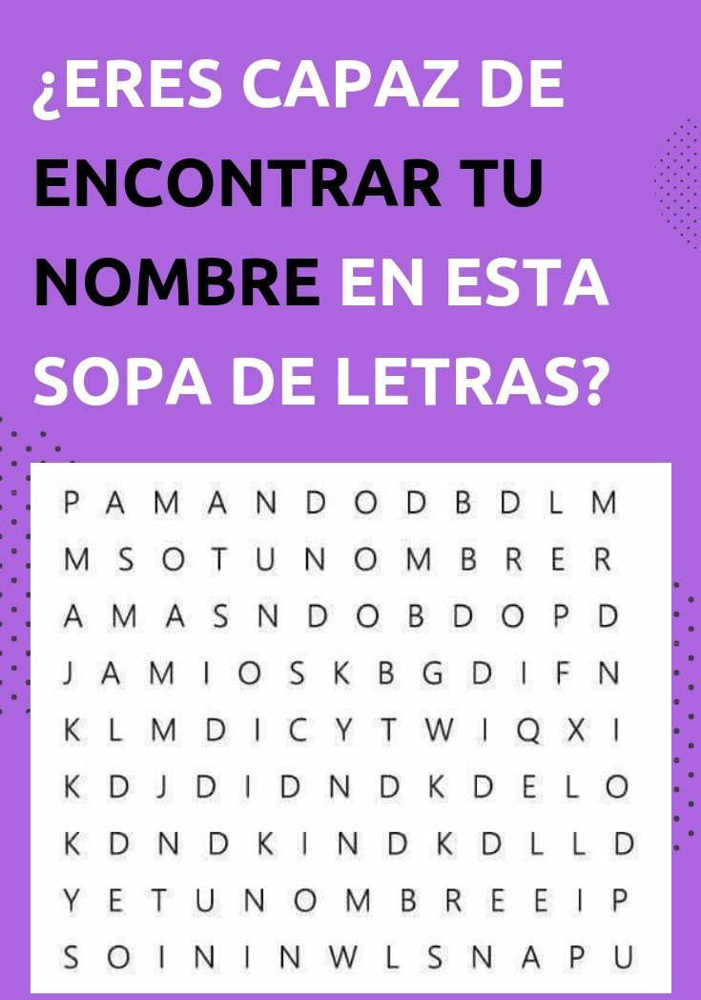 ¿ERES CAPAZ DE
ENCONTRAR TU
NOMBRE EN ESTA
SOPA DE LETRAS?
P A M A N D O D B D L M
M S O T U N O M B R E R
A M A S N D O B D O P D
J A M I O S K B G D I F N
K L M D I C Y T W I Q X I
K D J D I D N D K D E L O
K D N D K I N D K D L L D
Y E T U N O M B R E E I P
S O I N I N W L S N A P U